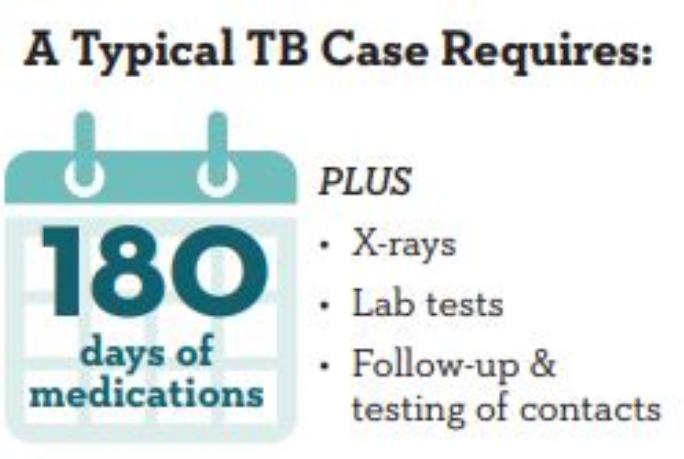 A Typical TB Case Requires:
180
days of
medications
PLUS
• X-rays
• Lab tests
• Follow-up &
testing of contacts